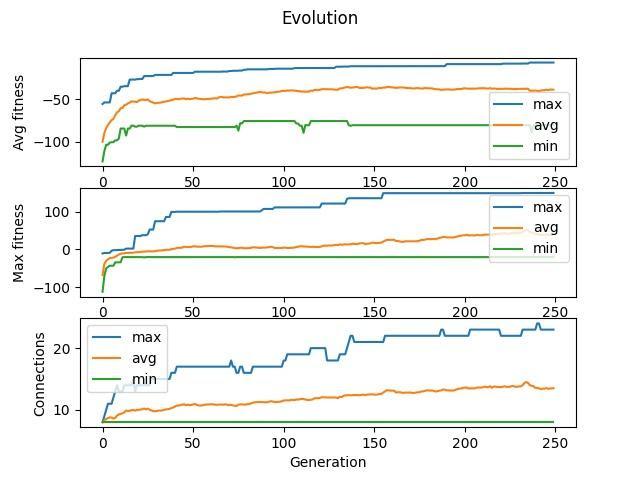 Evolution
Avg fitness
−50
−100
max
avg
min
0 50 100 150 200 250
Max fitness
100
0
−100
max
avg
min
0 50 100 150 200 250
Connections
20
10
max
avg
min
0 50 100 150 200 250
Generation